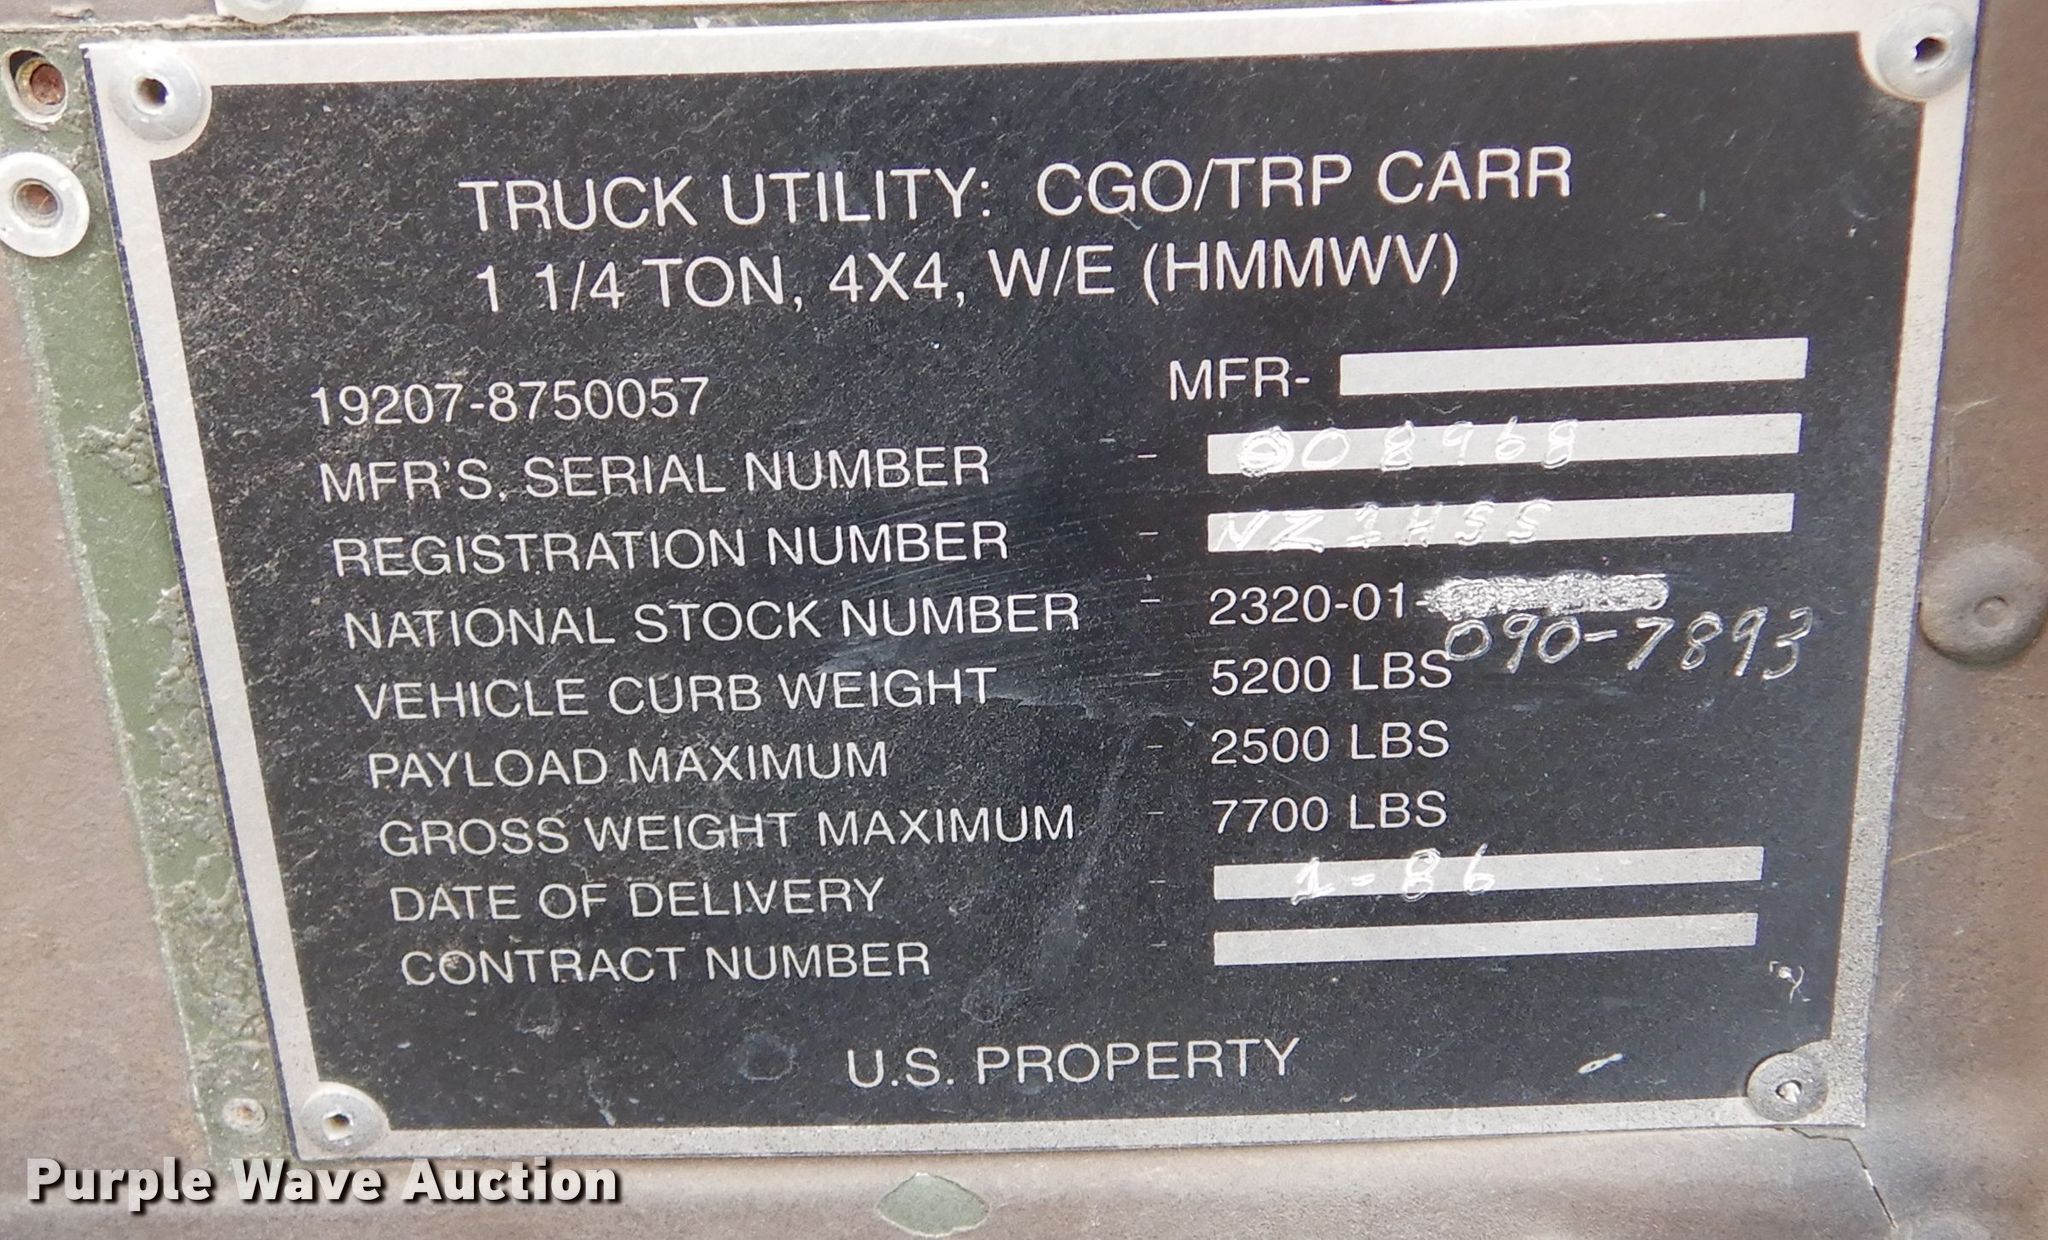 TRUCK UTILITY: CGO/TRP CARR
1 1/4 TON, 4X4, W/E (HMMWV)
19207-8750057 MFR-
MFR'S. SERIAL NUMBER - 008968
REGISTRATION NUMBER - NZ1HSS
NATIONAL STOCK NUMBER - 2320-01-
090-7893
VEHICLE CURB WEIGHT 5200 LBS
PAYLOAD MAXIMUM - 2500 LBS
GROSS WEIGHT MAXIMUM - 7700 LBS
DATE OF DELIVERY - 1-86
CONTRACT NUMBER -
U.S. PROPERTY
Purple Wave Auction